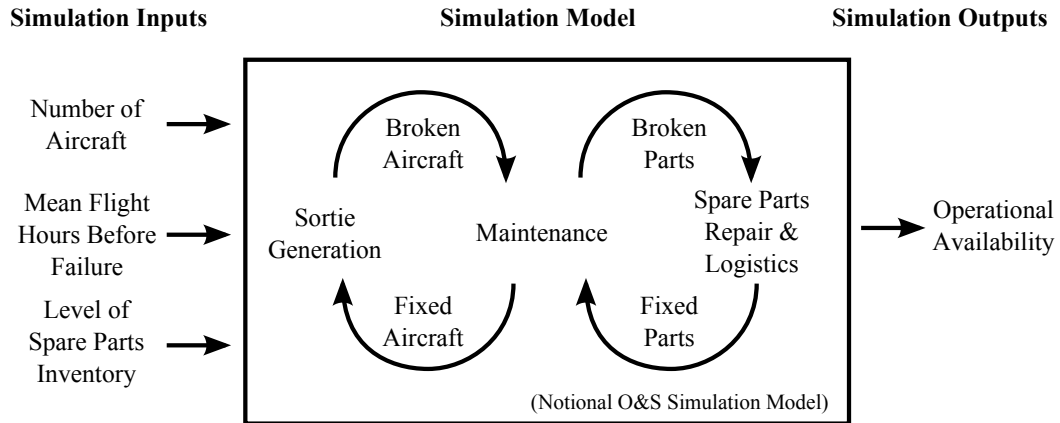 Simulation Inputs
Simulation Model
Simulation Outputs
Number of
Aircraft
Mean Flight
Hours Before
Failure
Level of
Spare Parts
Inventory
Broken
Aircraft
Broken
Parts
Sortie
Generation
Maintenance
Spare Parts
Repair &
Logistics
Fixed
Aircraft
Fixed
Parts
(Notional O&S Simulation Model)
Operational
Availability